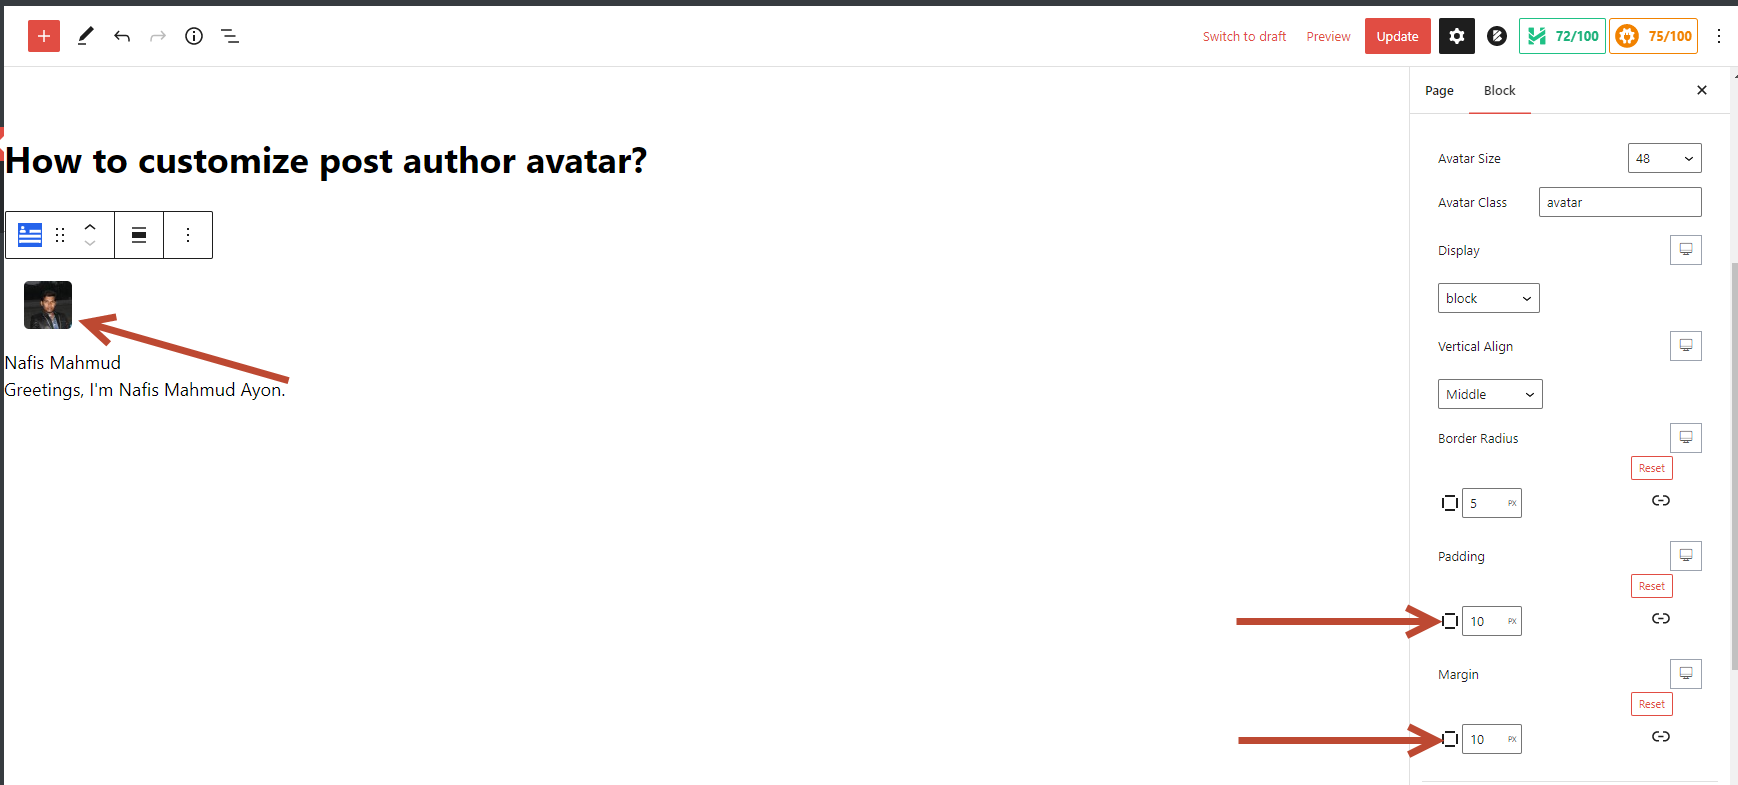 Switch to draft Preview Update 72/100 75/100
Page Block
How to customize post author avatar?
Nafis Mahmud
Greetings, I'm Nafis Mahmud Ayon.
Avatar Size 48
Avatar Class avatar
Display
block
Vertical Align
Middle
Border Radius
Reset
5 PX
Padding
Reset
10 PX
Margin
Reset
10 PX